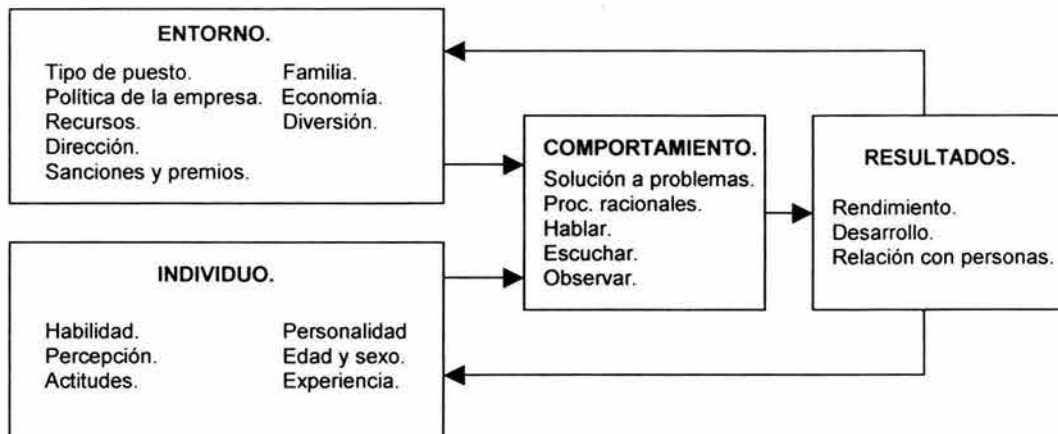 ENTORNO.
Tipo de puesto. Familia.
Política de la empresa. Economía.
Recursos. Diversión.
Dirección.
Sanciones y premios.
INDIVIDUO.
Habilidad. Personalidad
Percepción. Edad y sexo.
Actitudes. Experiencia.
COMPORTAMIENTO.
Solución a problemas.
Proc. racionales.
Hablar.
Escuchar.
Observar.
RESULTADOS.
Rendimiento.
Desarrollo.
Relación con personas.